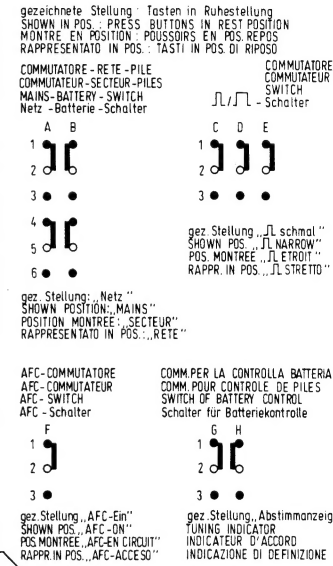 gezeichnete Stellung : Tasten in Ruhestellung
SHOWN IN POS. : PRESS BUTTONS IN REST POSITION
MONTRE EN POSITION : POUSSOIRS EN POS. REPOS
RAPPRESENTATO IN POS. : TASTI IN POS. DI RIPOSO
COMMUTATORE - RETE - PILE
COMMUTATEUR - SECTEUR - PILES
MAINS - BATTERY - SWITCH
Netz - Batterie - Schalter
A B
1
2
3
4
5
6
gez. Stellung: „Netz"
SHOWN POSITION: „MAINS"
POSITION MONTREE: „SECTEUR"
RAPPRESENTATO IN POS.: „RETE"
COMMUTATORE
COMMUTATEUR
SWITCH
/ - Schalter
C D E
1
2
3
gez. Stellung „ schmal"
SHOWN POS. „ NARROW"
POS. MONTREE „ ETROIT"
RAPPR. IN POS. „ STRETTO"
AFC - COMMUTATORE
AFC - COMMUTATEUR
AFC - SWITCH
AFC - Schalter
F
1
2
3
gez. Stellung „AFC-Ein"
SHOWN POS. „AFC - ON"
POS. MONTREE „AFC-EN CIRCUIT"
RAPPR. IN POS. „AFC-ACCESO"
COMM. PER LA CONTROLLA BATTERIA
COMM. POUR CONTROLE DE PILES
SWITCH OF BATTERY CONTROL
Schalter für Batteriekontrolle
G H
1
2
3
gez. Stellung „Abstimmanzeig
TUNING INDICATOR
INDICATEUR D'ACCORD
INDICAZIONE DI DEFINIZIONE